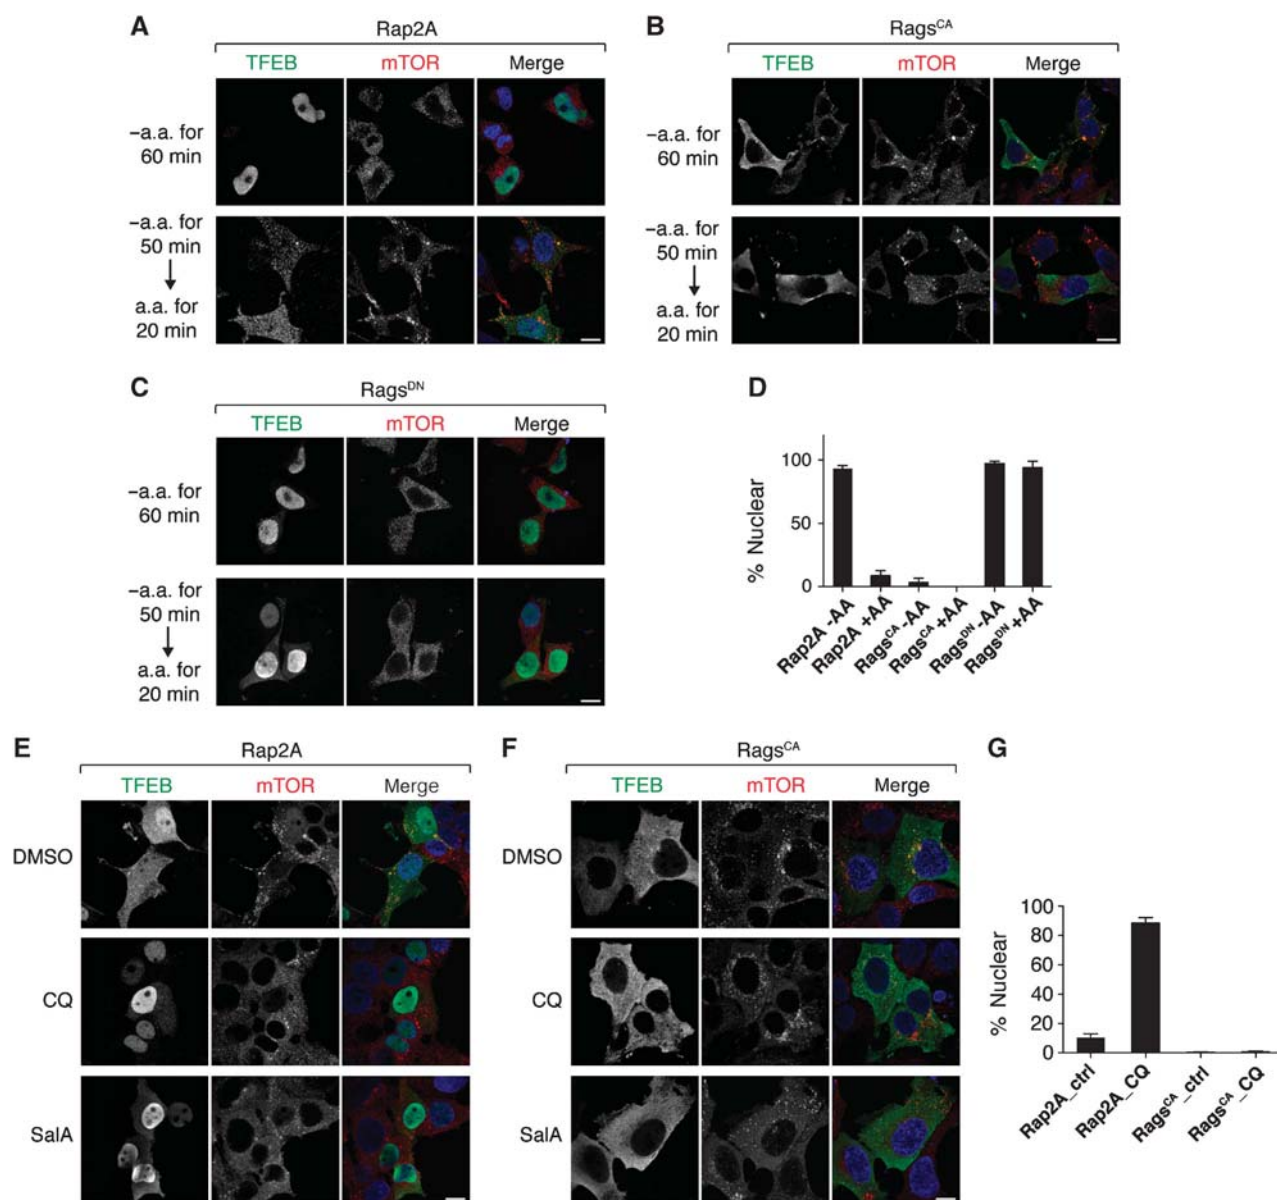 A
Rap2A
TFEB mTOR Merge
–a.a. for
60 min
–a.a. for
50 min
a.a. for
20 min
B
Rags^CA
TFEB mTOR Merge
–a.a. for
60 min
–a.a. for
50 min
a.a. for
20 min
C
Rags^DN
TFEB mTOR Merge
–a.a. for
60 min
–a.a. for
50 min
a.a. for
20 min
D
% Nuclear
100
50
0
Rap2A -AA
Rap2A +AA
Rags^CA -AA
Rags^CA +AA
Rags^DN -AA
Rags^DN +AA
E
Rap2A
TFEB mTOR Merge
DMSO
CQ
SalA
F
Rags^CA
TFEB mTOR Merge
DMSO
CQ
SalA
G
% Nuclear
100
80
60
40
20
0
Rap2A_ctrl
Rap2A_CQ
Rags^CA_ctrl
Rags^CA_CQ